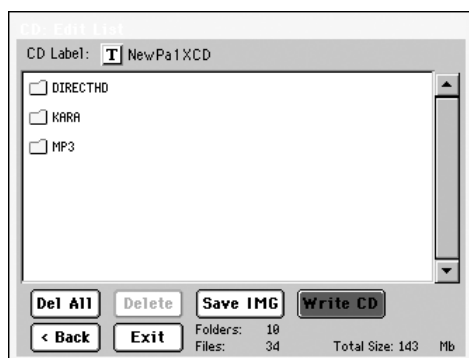 CD: Edit List
CD Label: T NewPa1XCD
DIRECTHD
KARA
MP3
Del All Delete Save IMG Write CD
< Back Exit Folders: 10
Files: 34 Total Size: 143 Mb